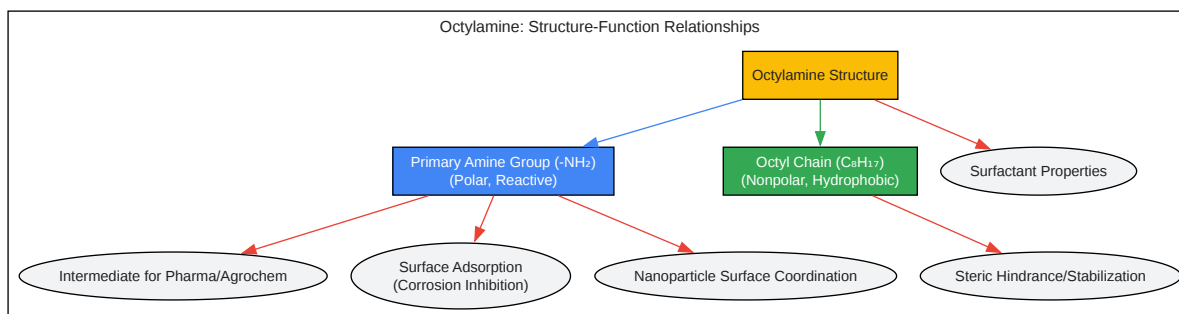 Octylamine: Structure-Function Relationships
Octylamine Structure
Primary Amine Group (-NH₂)
(Polar, Reactive)
Octyl Chain (C₈H₁₇)
(Nonpolar, Hydrophobic)
Surfactant Properties
Intermediate for Pharma/Agrochem
Surface Adsorption
(Corrosion Inhibition)
Nanoparticle Surface Coordination
Steric Hindrance/Stabilization